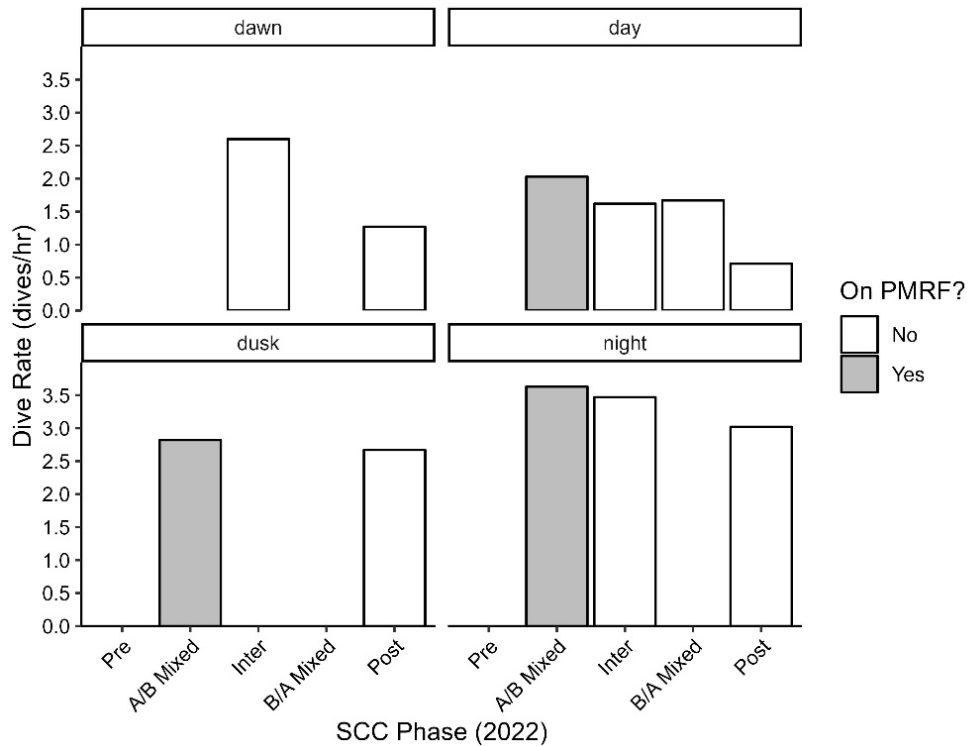 dawn
day
3.5
3.0
2.5
2.0
1.5
1.0
0.5
0.0
dusk
night
3.5
3.0
2.5
2.0
1.5
1.0
0.5
0.0
Dive Rate (dives/hr)
Pre
A/B Mixed
Inter
B/A Mixed
Post
Pre
A/B Mixed
Inter
B/A Mixed
Post
SCC Phase (2022)
On PMRF?
No
Yes